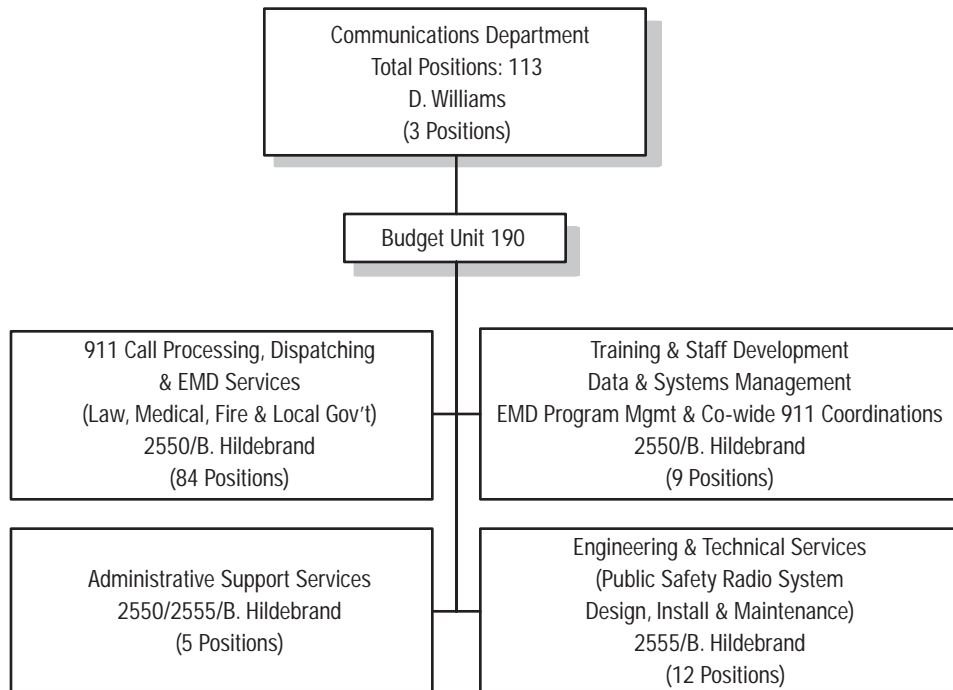 Communications Department
Total Positions: 113
D. Williams
(3 Positions)
Budget Unit 190
911 Call Processing, Dispatching
& EMD Services
(Law, Medical, Fire & Local Gov't)
2550/B. Hildebrand
(84 Positions)
Training & Staff Development
Data & Systems Management
EMD Program Mgmt & Co-wide 911 Coordinations
2550/B. Hildebrand
(9 Positions)
Administrative Support Services
2550/2555/B. Hildebrand
(5 Positions)
Engineering & Technical Services
(Public Safety Radio System
Design, Install & Maintenance)
2555/B. Hildebrand
(12 Positions)